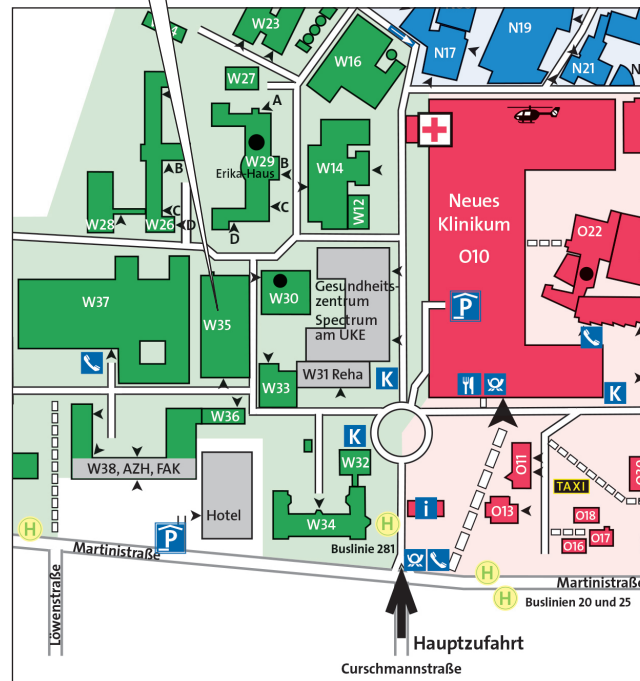 W23
N19
N17
W16
N21
W27
A
W29
B
Erika-Haus
W14
B
C
C
W28
W26
D
D
W12
Neues
Klinikum
O10
O22
W37
W35
W30
Gesundheits-
zentrum
Spectrum
am UKE
P
W31 Reha
K
W33
K
W36
K
W38, AZH, FAK
W32
O11
TAXI
Hotel
P
W34
i
O13
O18
O17
O16
H
H
H
H
Martinistraße
Buslinie 281
Löwenstraße
Martinistraße
Buslinien 20 und 25
Hauptzufahrt
Curschmannstraße